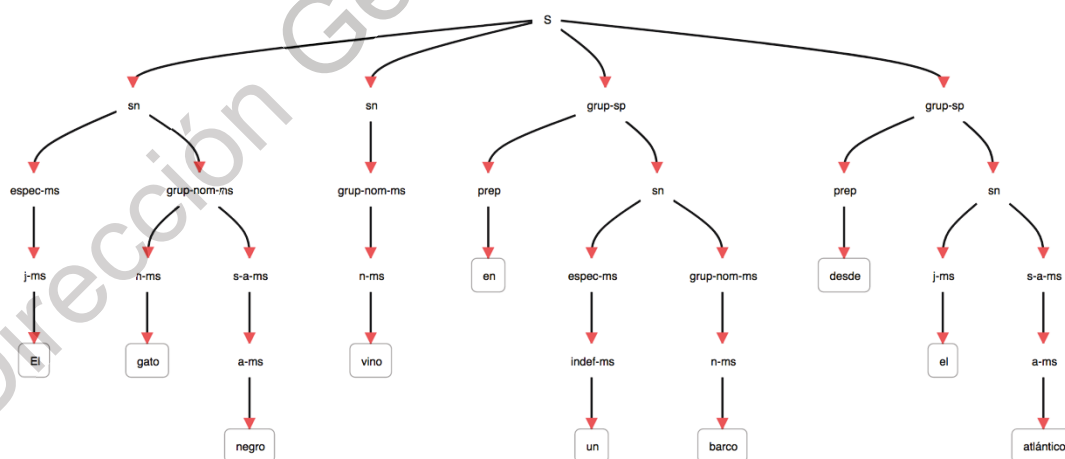 S
sn sn grup-sp grup-sp
espec-ms grup-nom-ms grup-nom-ms prep sn prep sn
j-ms n-ms s-a-ms n-ms en espec-ms grup-nom-ms desde j-ms s-a-ms
El gato a-ms vino indef-ms n-ms el a-ms
negro un barco atlántico
Dirección Ge